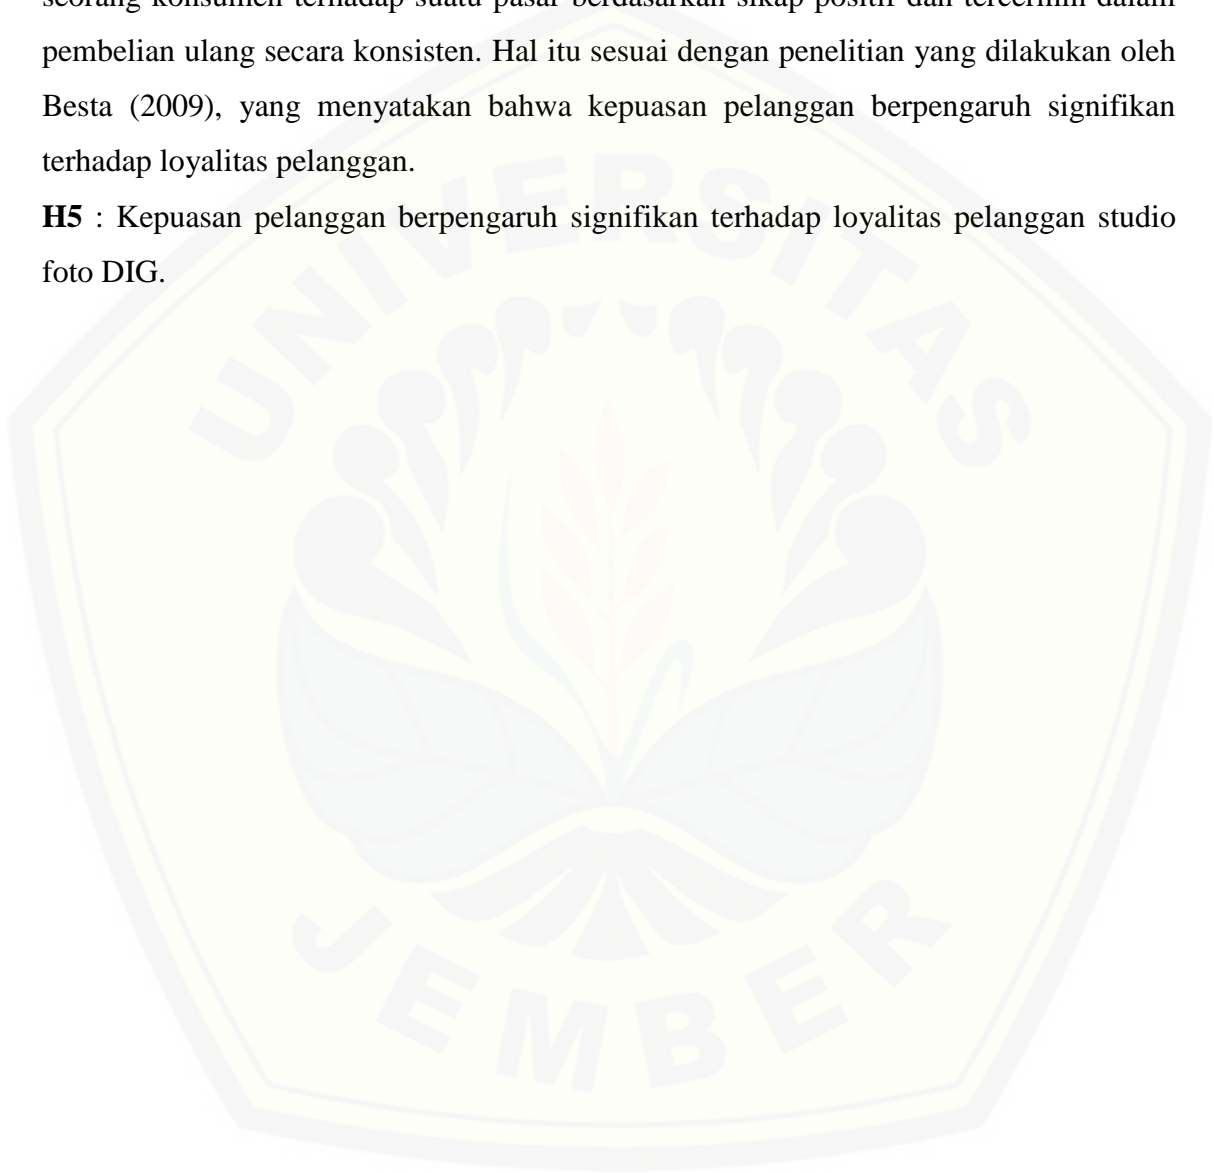 seorang konsumen terhadap suatu pasar berdasarkan sikap positif dan tercermin dalam
pembelian ulang secara konsisten. Hal itu sesuai dengan penelitian yang dilakukan oleh
Besta (2009), yang menyatakan bahwa kepuasan pelanggan berpengaruh signifikan
terhadap loyalitas pelanggan.
H5 : Kepuasan pelanggan berpengaruh signifikan terhadap loyalitas pelanggan studio
foto DIG.
UNIVERSITAS
JEMBER